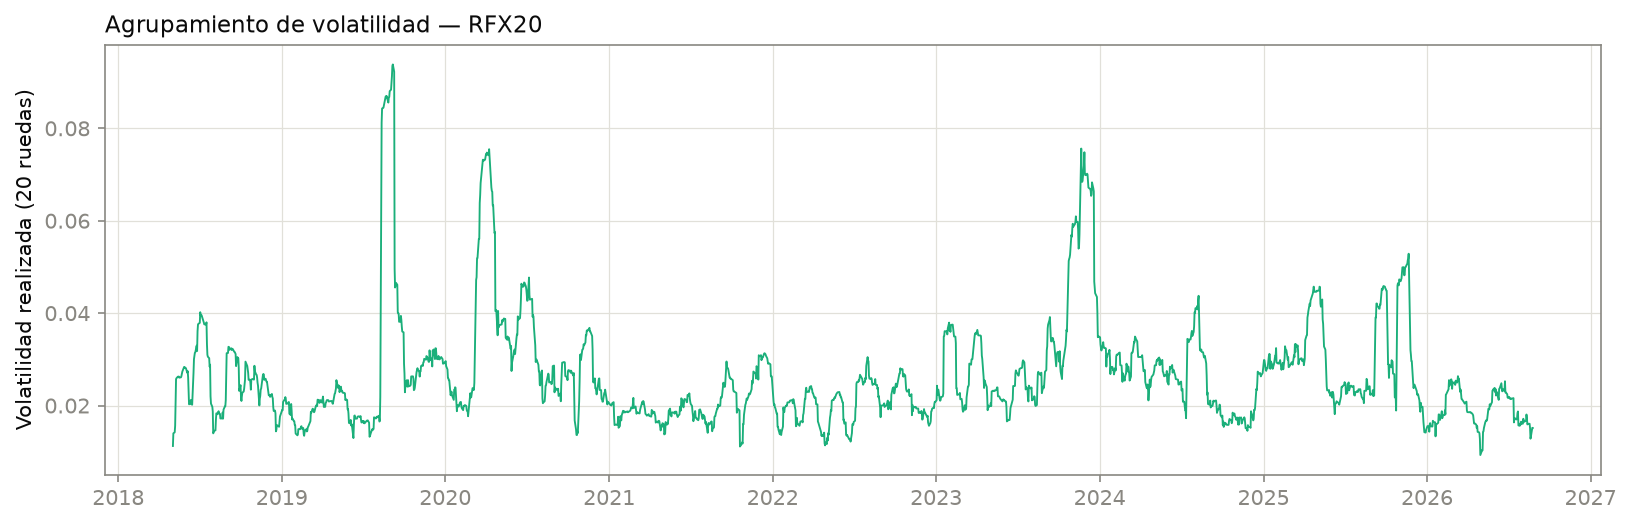 Agrupamiento de volatilidad — RFX20
Volatilidad realizada (20 ruedas)
0.08
0.06
0.04
0.02
2018 2019 2020 2021 2022 2023 2024 2025 2026 2027